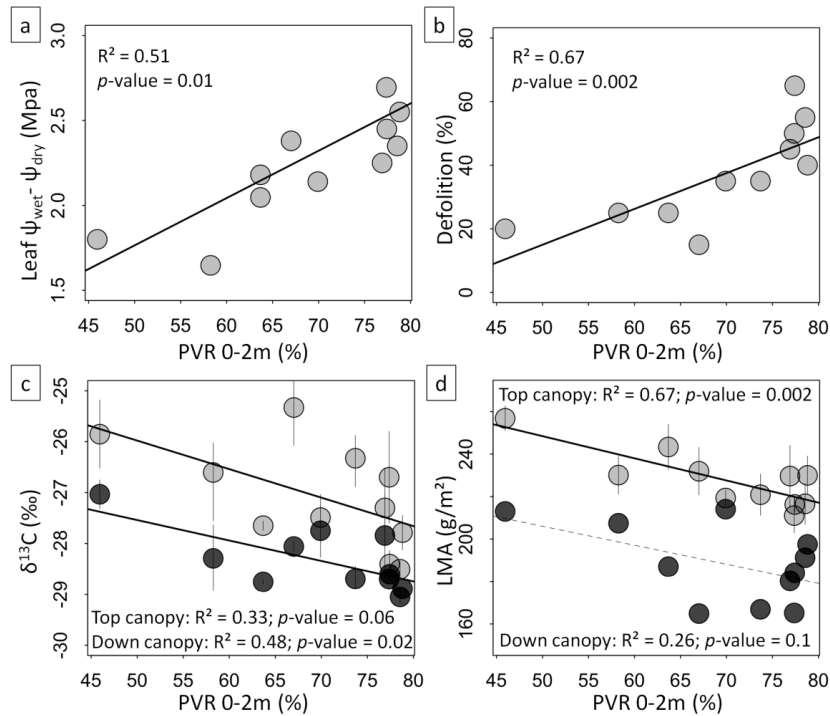 a
R² = 0.51
p-value = 0.01
Leaf ψwet- ψdry (Mpa)
3.0
2.5
2.0
1.5
45 50 55 60 65 70 75 80
PVR 0-2m (%)
b
R² = 0.67
p-value = 0.002
Defolition (%)
80
60
40
20
0
45 50 55 60 65 70 75 80
PVR 0-2m (%)
c
δ¹³C (‰)
-25
-26
-27
-28
-29
-30
Top canopy: R² = 0.33; p-value = 0.06
Down canopy: R² = 0.48; p-value = 0.02
45 50 55 60 65 70 75 80
PVR 0-2m (%)
d
Top canopy: R² = 0.67; p-value = 0.002
LMA (g/m²)
240
200
160
Down canopy: R² = 0.26; p-value = 0.1
45 50 55 60 65 70 75 80
PVR 0-2m (%)